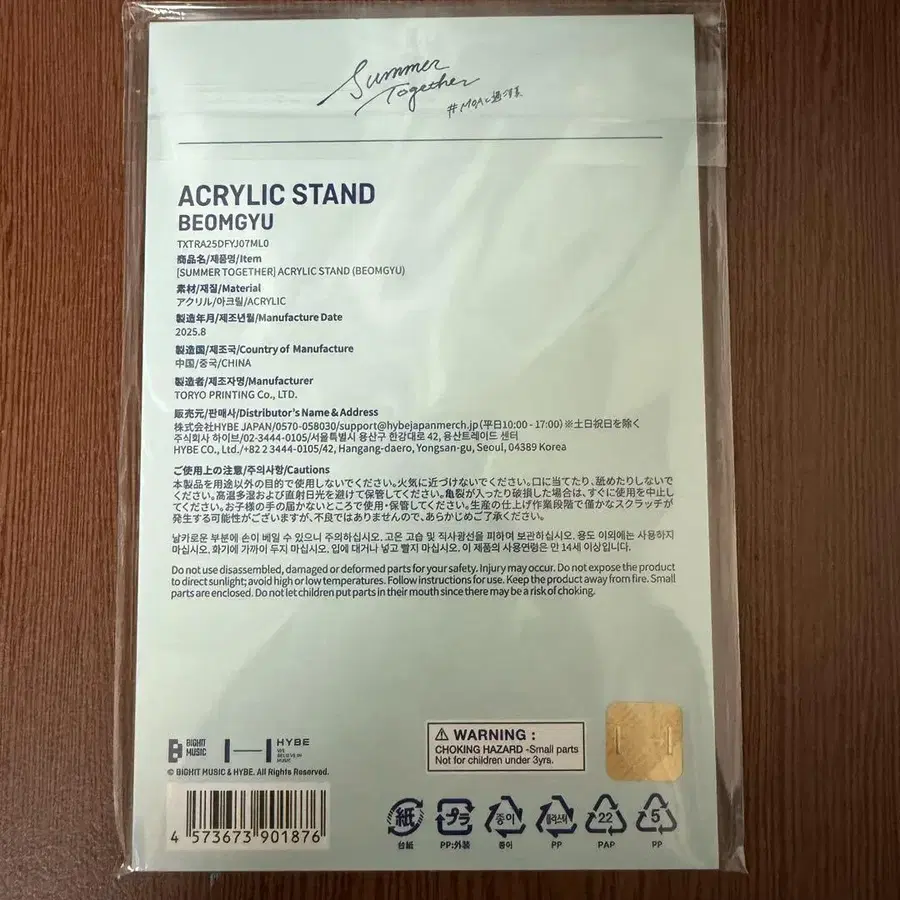 Summer
Together
#MOAと過ごす夏
ACRYLIC STAND
BEOMGYU
TXTRA25DFYJ07ML0
商品名/제품명/Item
[SUMMER TOGETHER] ACRYLIC STAND (BEOMGYU)
素材/재질/Material
アクリル/아크릴/ACRYLIC
製造年月/제조년월/Manufacture Date
2025.8
製造国/제조국/Country of Manufacture
中国/중국/CHINA
製造者/제조자명/Manufacturer
TORYO PRINTING Co., LTD.
販売元/판매사/Distributor's Name & Address
株式会社HYBE JAPAN/0570-058030/support@hybejapanmerch.jp (平日10:00 - 17:00) ※土日祝日を除く
주식회사 하이브/02-3444-0105/서울특별시 용산구 한강대로 42, 용산트레이드 센터
HYBE CO., Ltd./+82 2 3444-0105/42, Hangang-daero, Yongsan-gu, Seoul, 04389 Korea
ご使用上の注意/주의사항/Cautions
本製品を用途以外の目的で使用しないでください。火気に近づけないでください。口に当てたり、舐めたりしないで
ください。高温多湿および直射日光を避けて保管してください。亀裂が入ったり破損した場合は、すぐに使用を中止し
てください。お子様の手の届かないところで使用・保管してください。生産の仕上げ作業段階で僅かなスクラッチが
発生する可能性がございますが、不良ではありませんので、あらかじめご了承ください。
날카로운 부분에 손이 베일 수 있으니 주의하십시오. 고온 고습 및 직사광선을 피하여 보관하십시오. 용도 이외에는 사용하지
마십시오. 화기에 가까이 두지 마십시오. 입에 대거나 넣고 빨지 마십시오. 이 제품의 사용연령은 만 14세 이상입니다.
Do not use disassembled, damaged or deformed parts for your safety. Injury may occur. Do not expose the product
to direct sunlight; avoid high or low temperatures. Follow instructions for use. Keep the product away from fire. Small
parts are enclosed. Do not let children put parts in their mouth since there may be a risk of choking.
BIGHIT
MUSIC
HYBE
WE
BELIEVE IN
MUSIC
© BIGHIT MUSIC & HYBE. All Rights Reserved.
WARNING :
CHOKING HAZARD -Small parts
Not for children under 3yrs.
4 573673 901876
紙 プラ 종이 플라스틱 22 5
台紙 PP:外装 종이 PP PAP PP